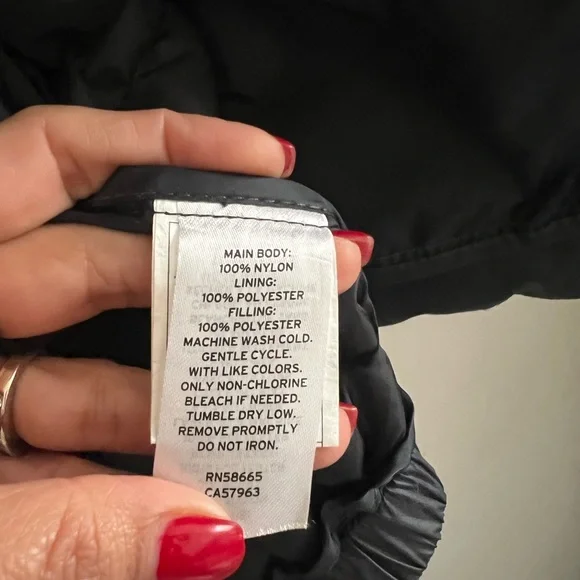 MAIN BODY:
100% NYLON
LINING:
100% POLYESTER
FILLING:
100% POLYESTER
MACHINE WASH COLD.
GENTLE CYCLE.
WITH LIKE COLORS.
ONLY NON-CHLORINE
BLEACH IF NEEDED.
TUMBLE DRY LOW.
REMOVE PROMPTLY
DO NOT IRON.
RN58665
CA57963